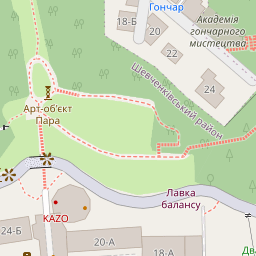 Гончар
18-Б
20
22
24
Академія
гончарного
мистецтва
Шевченківський район
Арт-об'єкт
Пара
Лавка
балансу
KAZO
24-Б
20-А
18-А
Дв